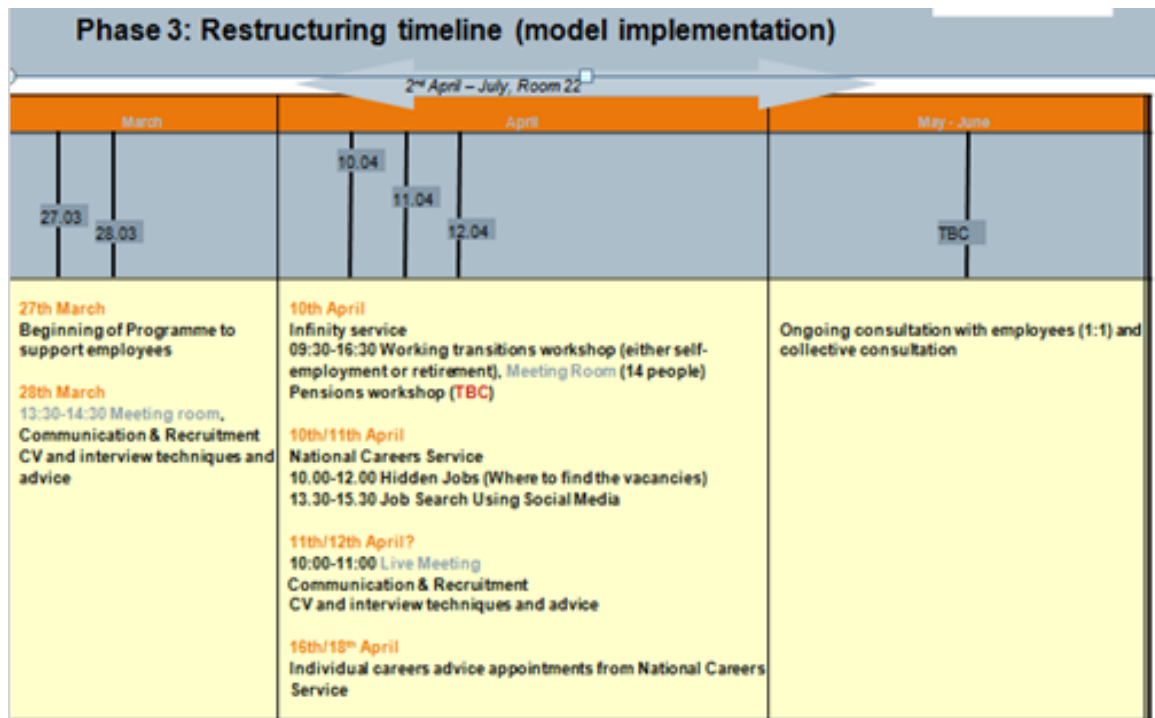 Phase 3: Restructuring timeline (model implementation)
2nd April – July, Room 22
March
April
May - June
27.03
28.03
10.04
11.04
12.04
TBC
27th March
Beginning of Programme to
support employees
28th March
13:30-14:30 Meeting room,
Communication & Recruitment
CV and interview techniques and
advice
10th April
Infinity service
09:30-16:30 Working transitions workshop (either self-
employment or retirement), Meeting Room (14 people)
Pensions workshop (TBC)
10th/11th April
National Careers Service
10.00-12.00 Hidden Jobs (Where to find the vacancies)
13.30-15.30 Job Search Using Social Media
11th/12th April?
10:00-11:00 Live Meeting
Communication & Recruitment
CV and interview techniques and advice
16th/18th April
Individual careers advice appointments from National Careers
Service
Ongoing consultation with employees (1:1) and
collective consultation